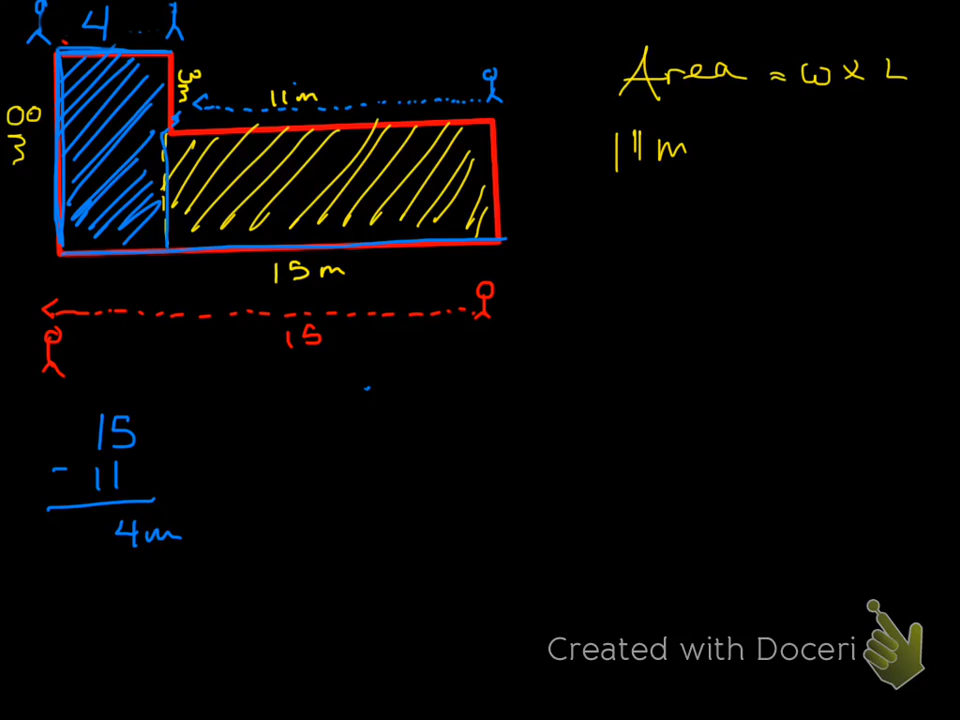 4
3m
11m
8m
15m
15
15
- 11
4m
Area = w x L
11m
Created with Doceri